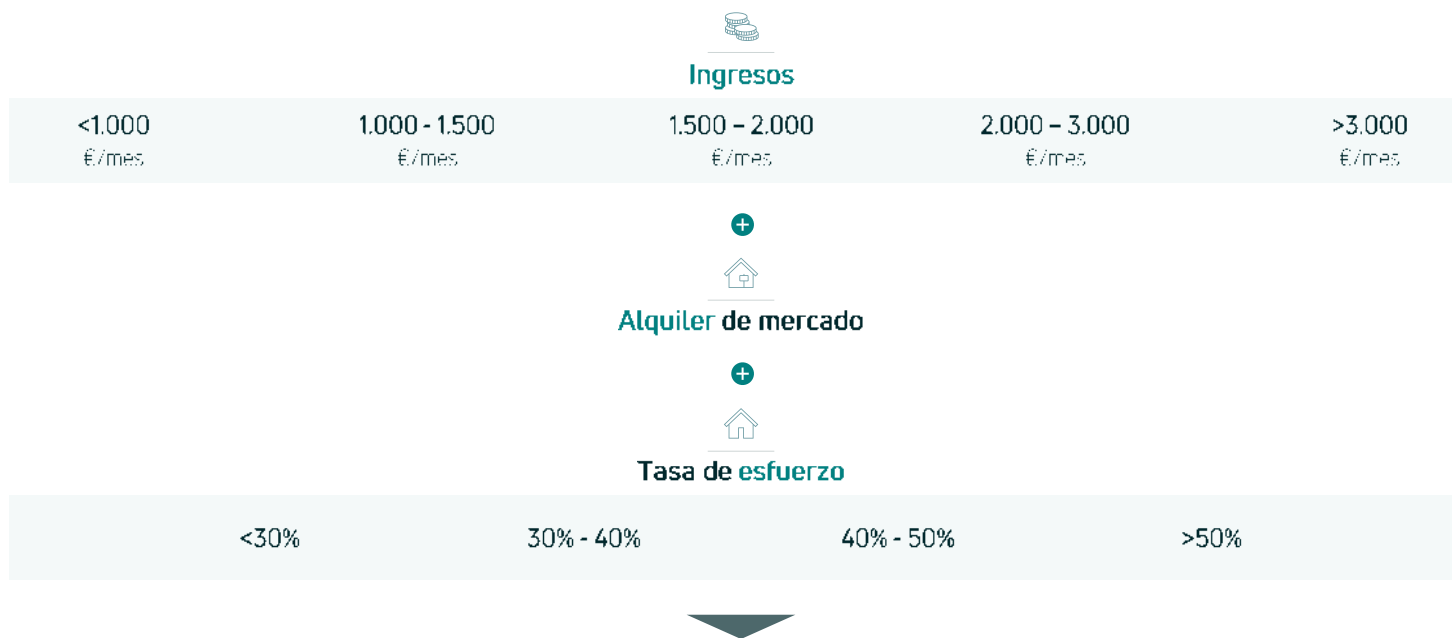 Ingresos
<1.000 1.000 - 1.500 1.500 – 2.000 2.000 – 3.000 >3.000
€/mes €/mes €/mes €/mes €/mes
Alquiler de mercado
Tasa de esfuerzo
<30% 30% - 40% 40% - 50% >50%